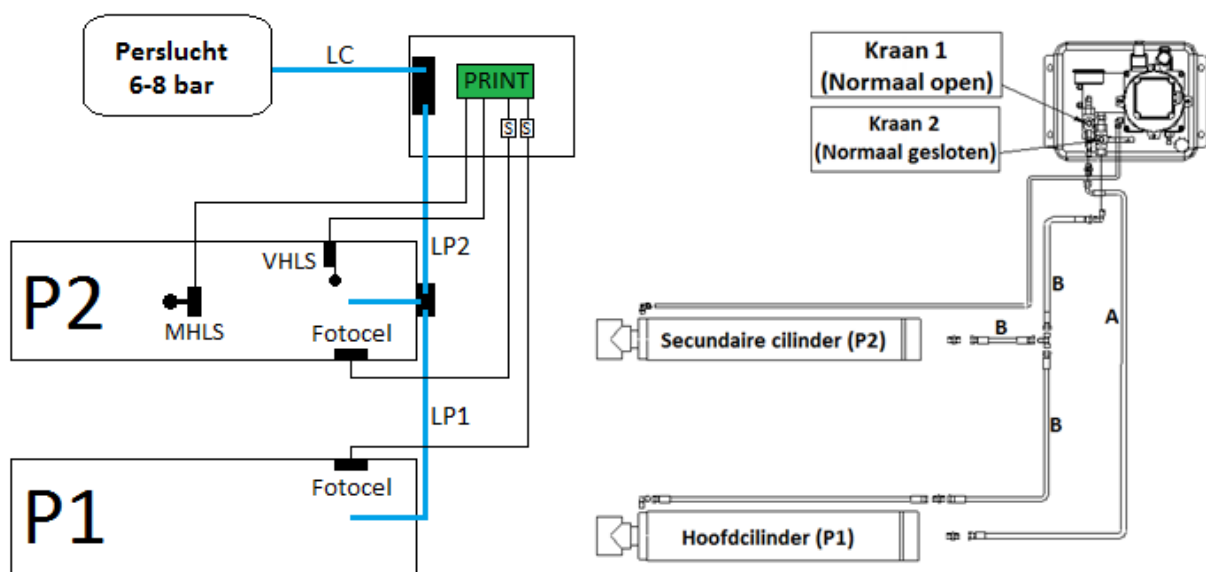 Perslucht
6-8 bar
LC
PRINT
S
S
LP2
P2
VHLS
MHLS
Fotocel
LP1
P1
Fotocel
Kraan 1
(Normaal open)
Kraan 2
(Normaal gesloten)
B
A
B
Secundaire cilinder (P2)
B
Hoofdcilinder (P1)